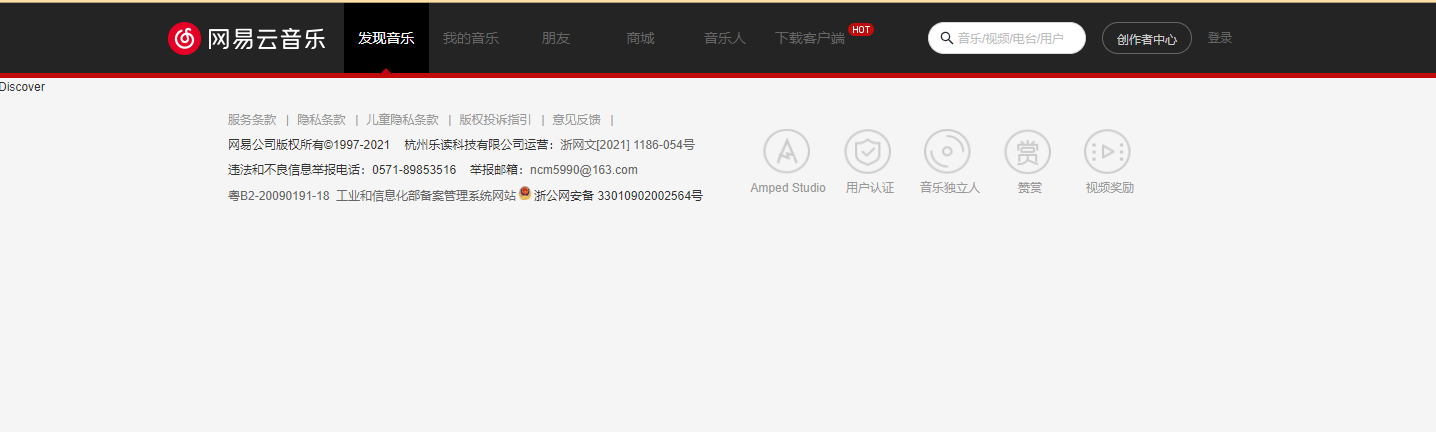 网易云音乐 发现音乐 我的音乐 朋友 商城 音乐人 下载客户端 HOT 音乐/视频/电台/用户 创作者中心 登录
Discover
服务条款 | 隐私条款 | 儿童隐私条款 | 版权投诉指引 | 意见反馈 |
网易公司版权所有©1997-2021 杭州乐读科技有限公司运营：浙网文[2021] 1186-054号
违法和不良信息举报电话：0571-89853516 举报邮箱：ncm5990@163.com
粤B2-20090191-18 工业和信息化部备案管理系统网站 浙公网安备 33010902002564号
赏
Amped Studio 用户认证 音乐独立人 赞赏 视频奖励